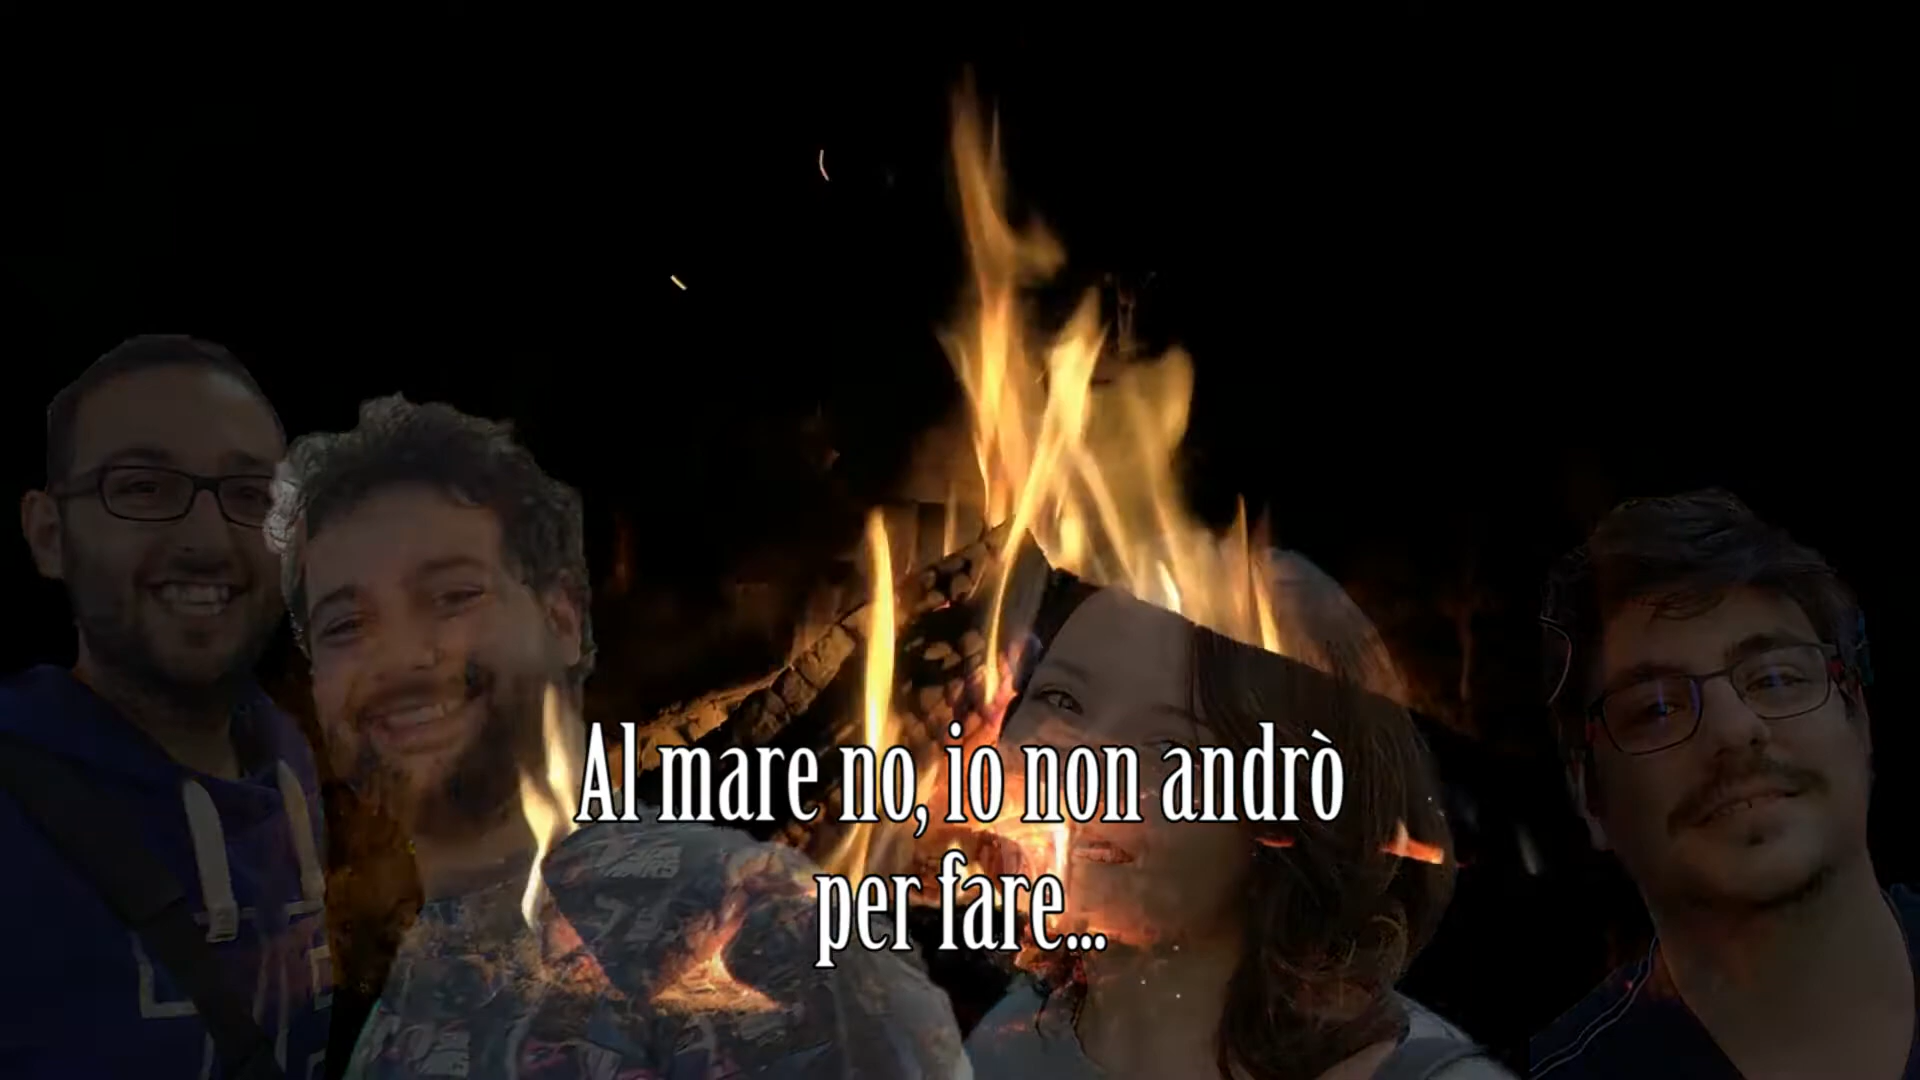 Al mare no, io non andrò
per fare...